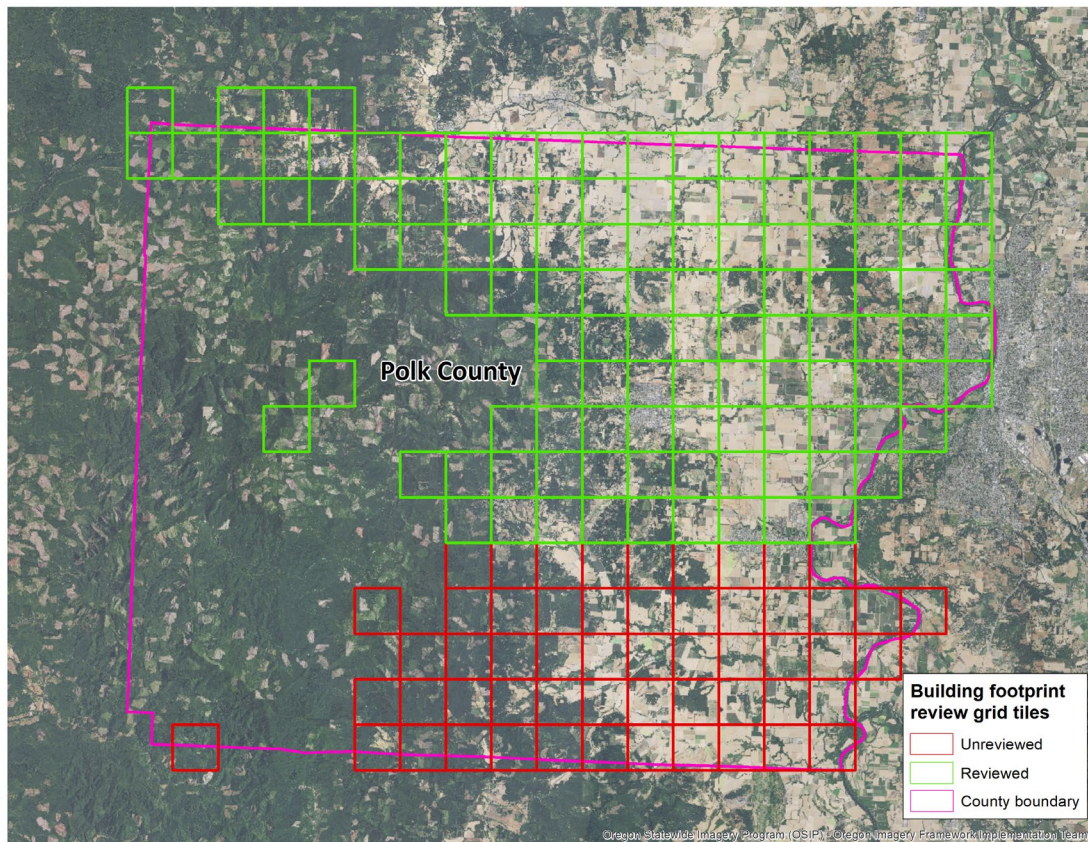 Polk County
Building footprint
review grid tiles
Unreviewed
Reviewed
County boundary
Oregon Statewide Imagery Program (OSIP) - Oregon Imagery Framework Implementation Team